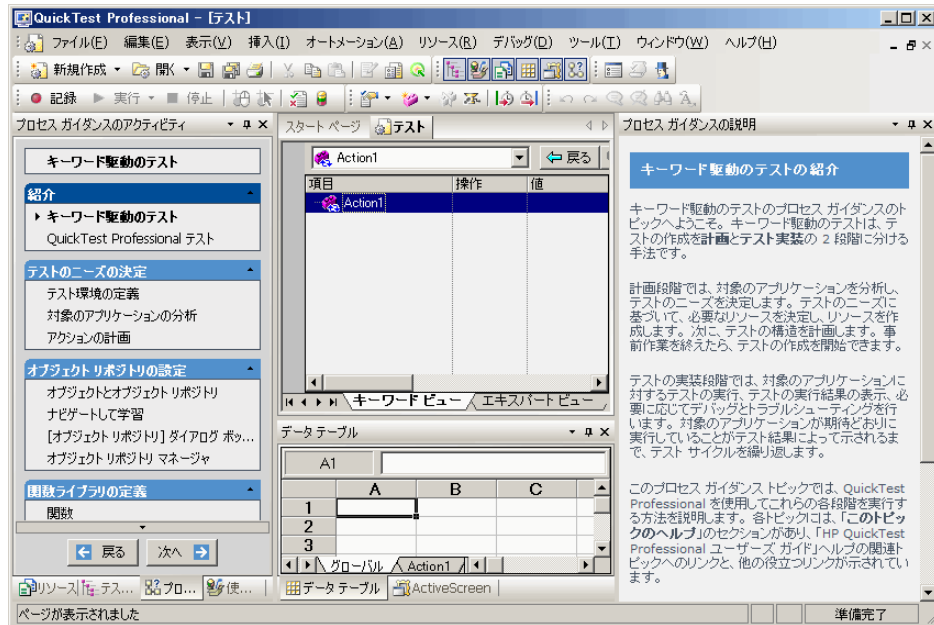 QuickTest Professional - [テスト]
ファイル(F) 編集(E) 表示(V) 挿入(I) オートメーション(A) リソース(R) デバッグ(D) ツール(T) ウィンドウ(W) ヘルプ(H)
新規作成 開く
記録 実行 停止
プロセス ガイダンスのアクティビティ
キーワード駆動のテスト
紹介
キーワード駆動のテスト
QuickTest Professional テスト
テストのニーズの決定
テスト環境の定義
対象のアプリケーションの分析
アクションの計画
オブジェクト リポジトリの設定
オブジェクトとオブジェクト リポジトリ
ナビゲートして学習
[オブジェクト リポジトリ] ダイアログ ボッ...
オブジェクト リポジトリ マネージャ
関数ライブラリの定義
関数
戻る 次へ
リソース テス... プロ... 使...
スタート ページ テスト
Action1 戻る
項目 操作 値
Action1
キーワード ビュー エキスパート ビュー
データ テーブル
A1
A B C
1
2
3
グローバル Action1
データ テーブル ActiveScreen
プロセス ガイダンスの説明
キーワード駆動のテストの紹介
キーワード駆動のテストのプロセス ガイダンスのト
ピックへようこそ。キーワード駆動のテストは、テ
ストの作成を計画とテスト実装の 2 段階に分ける
手法です。
計画段階では、対象のアプリケーションを分析し、
テストのニーズを決定します。テストのニーズに
基づいて、必要なリソースを決定し、リソースを作
成します。次に、テストの構造を計画します。事
前作業を終えたら、テストの作成を開始できます。
テストの実装段階では、対象のアプリケーションに
対するテストの実行、テストの実行結果の表示、必
要に応じてデバッグとトラブルシューティングを行
います。対象のアプリケーションが期待どおりに
実行していることがテスト結果によって示されるま
で、テスト サイクルを繰り返します。
このプロセス ガイダンス トピックでは、QuickTest
Professional を使用してこれらの各段階を実行す
る方法を説明します。各トピックには、「このトピッ
クのヘルプ」のセクションがあり、「HP QuickTest
Professional ユーザーズ ガイド」ヘルプの関連ト
ピックへのリンクと、他の役立つリンクが示されてい
ます。
ページが表示されました
準備完了